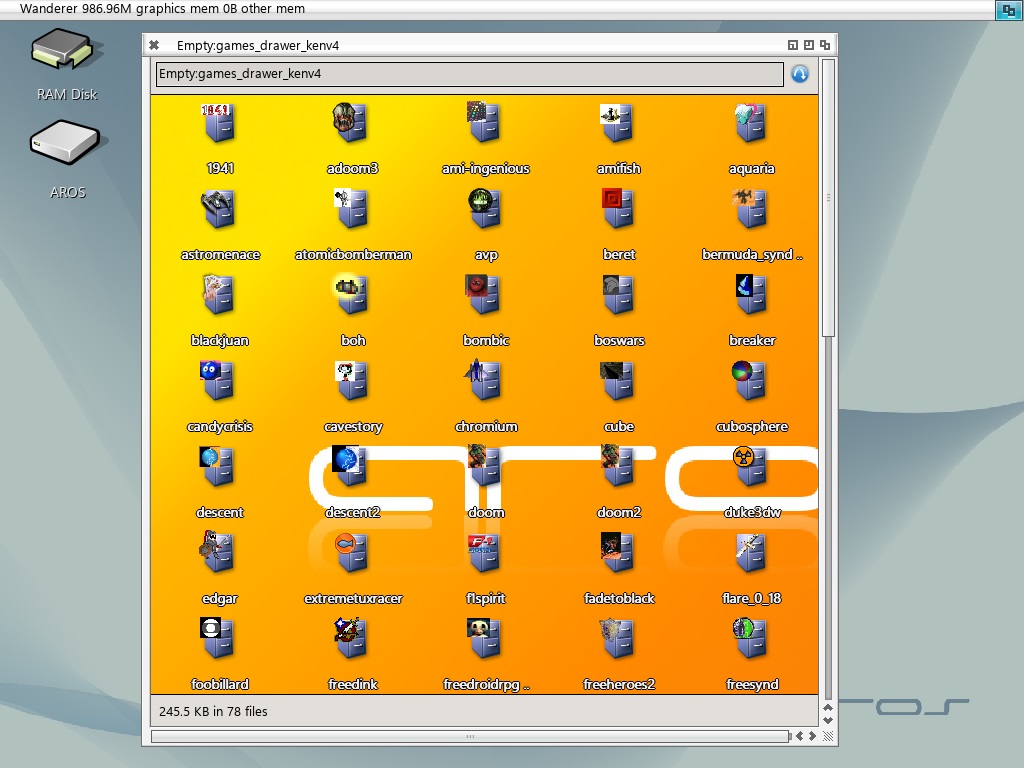 Wanderer 986.96M graphics mem 0B other mem
Empty:games_drawer_kenv4
Empty:games_drawer_kenv4
RAM Disk
AROS
1941 adoom3 ami-ingenious amifish aquaria
astromenace atomicbomberman avp beret bermuda_synd ..
blackjuan boh bombic boswars breaker
candycrisis cavestory chromium cube cubosphere
descent descent2 doom doom2 duke3dw
edgar extremetuxracer f1spirit fadetoblack flare_0_18
foobillard freedink freedroidrpg .. freeheroes2 freesynd
245.5 KB in 78 files